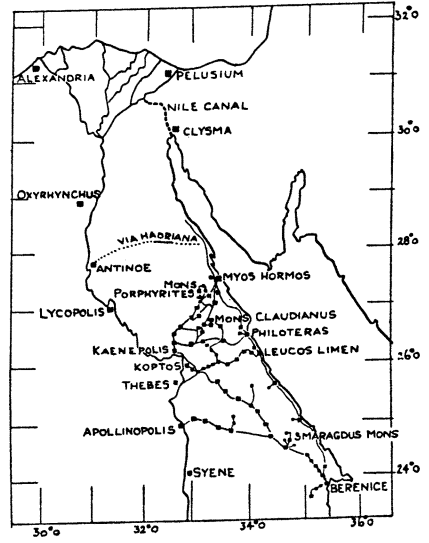 32°
ALEXANDRIA
PELUSIUM
NILE CANAL
CLYSMA
30°
OXYRHYNCHUS
VIA HADRIANA
28°
ANTINOE
MONS
PORPHYRITES
MYOS HORMOS
LYCOPOLIS
MONS CLAUDIANUS
PHILOTERAS
KAENEPOLIS
LEUCOS LIMEN
26°
KOPTOS
THEBES
APOLLINOPOLIS
SMARAGDUS MONS
SYENE
24°
BERENICE
30°
32°
34°
36°